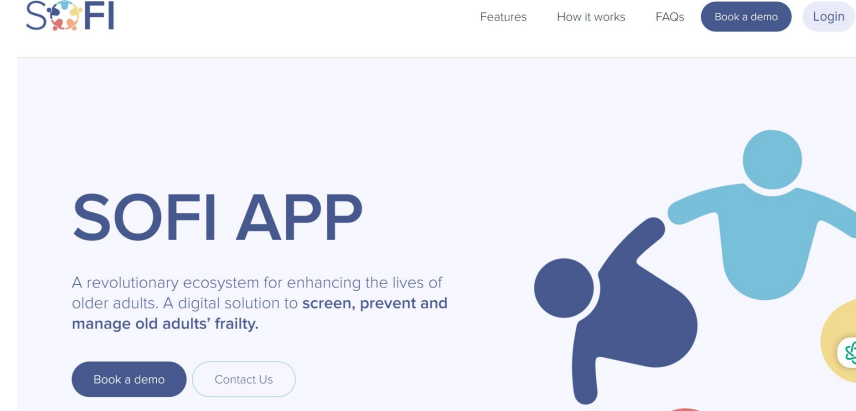 SOFI
Features How it works FAQs Book a demo Login
SOFI APP
A revolutionary ecosystem for enhancing the lives of
older adults. A digital solution to screen, prevent and
manage old adults' frailty.
Book a demo Contact Us